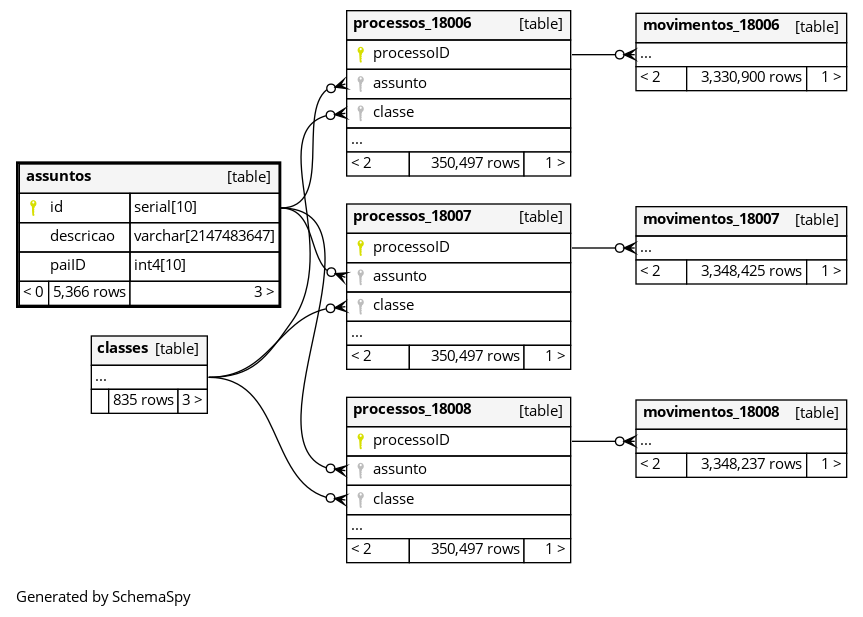 processos_18006 [table]
processoID
assunto
classe
...
< 2 350,497 rows 1 >
movimentos_18006 [table]
...
< 2 3,330,900 rows 1 >
assuntos [table]
id serial[10]
descricao varchar[2147483647]
paiID int4[10]
< 0 5,366 rows 3 >
processos_18007 [table]
processoID
assunto
classe
...
< 2 350,497 rows 1 >
movimentos_18007 [table]
...
< 2 3,348,425 rows 1 >
classes [table]
...
835 rows 3 >
processos_18008 [table]
processoID
assunto
classe
...
< 2 350,497 rows 1 >
movimentos_18008 [table]
...
< 2 3,348,237 rows 1 >
Generated by SchemaSpy